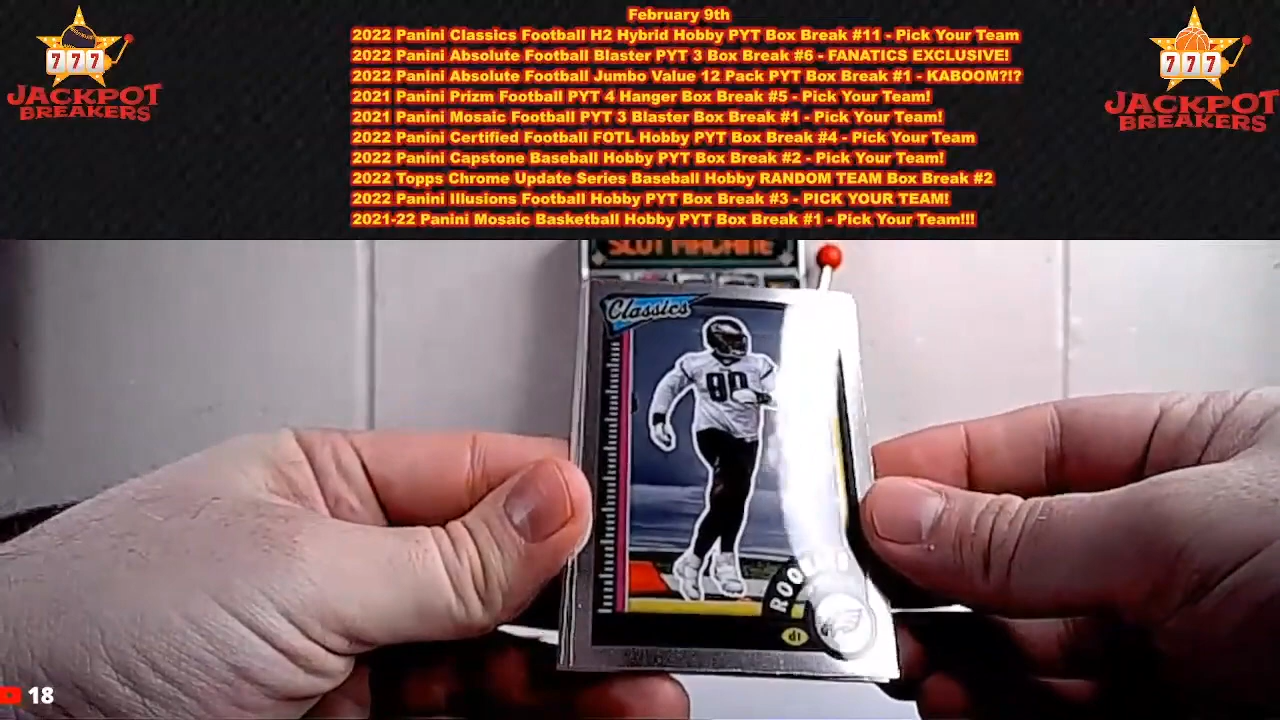 February 9th
2022 Panini Classics Football H2 Hybrid Hobby PYT Box Break #11 - Pick Your Team
2022 Panini Absolute Football Blaster PYT 3 Box Break #6 - FANATICS EXCLUSIVE!
2022 Panini Absolute Football Jumbo Value 12 Pack PYT Box Break #1 - KABOOM?!?
2021 Panini Prizm Football PYT 4 Hanger Box Break #5 - Pick Your Team!
2021 Panini Mosaic Football PYT 3 Blaster Box Break #1 - Pick Your Team!
2022 Panini Certified Football FOTL Hobby PYT Box Break #4 - Pick Your Team
2022 Panini Capstone Baseball Hobby PYT Box Break #2 - Pick Your Team!
2022 Topps Chrome Update Series Baseball Hobby RANDOM TEAM Box Break #2
2022 Panini Illusions Football Hobby PYT Box Break #3 - PICK YOUR TEAM!
2021-22 Panini Mosaic Basketball Hobby PYT Box Break #1 - Pick Your Team!!!
777
JACKPOT
BREAKERS
777
JACKPOT
BREAKERS
SLOT MACHINE
Classics
90
dl
18